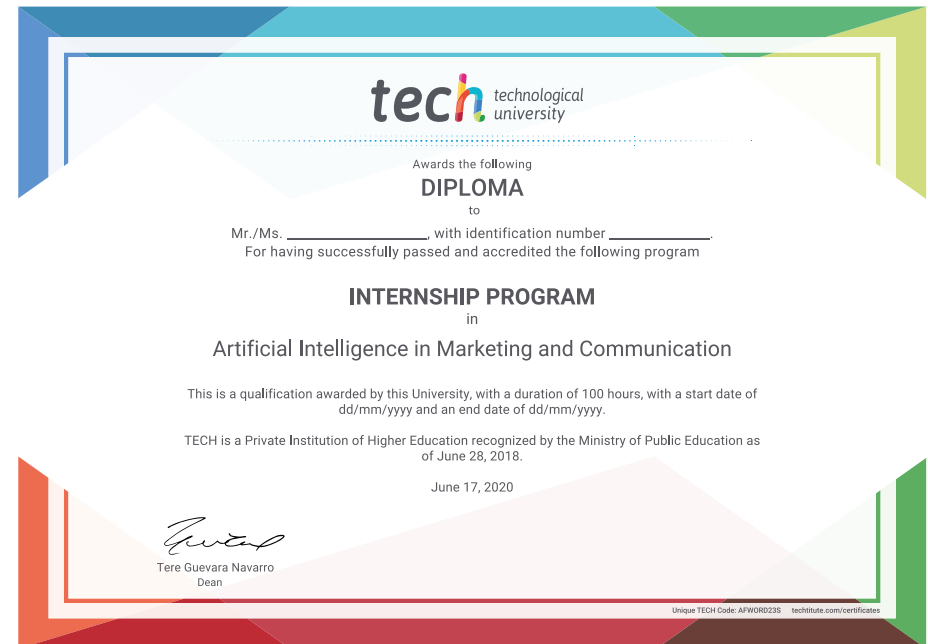 tech technological
university
Awards the following
DIPLOMA
to
Mr./Ms. ____________________, with identification number ______________.
For having successfully passed and accredited the following program
INTERNSHIP PROGRAM
in
Artificial Intelligence in Marketing and Communication
This is a qualification awarded by this University, with a duration of 100 hours, with a start date of
dd/mm/yyyy and an end date of dd/mm/yyyy.
TECH is a Private Institution of Higher Education recognized by the Ministry of Public Education as
of June 28, 2018.
June 17, 2020
Tere Guevara Navarro
Dean
Unique TECH Code: AFWORD23S techtitute.com/certificates